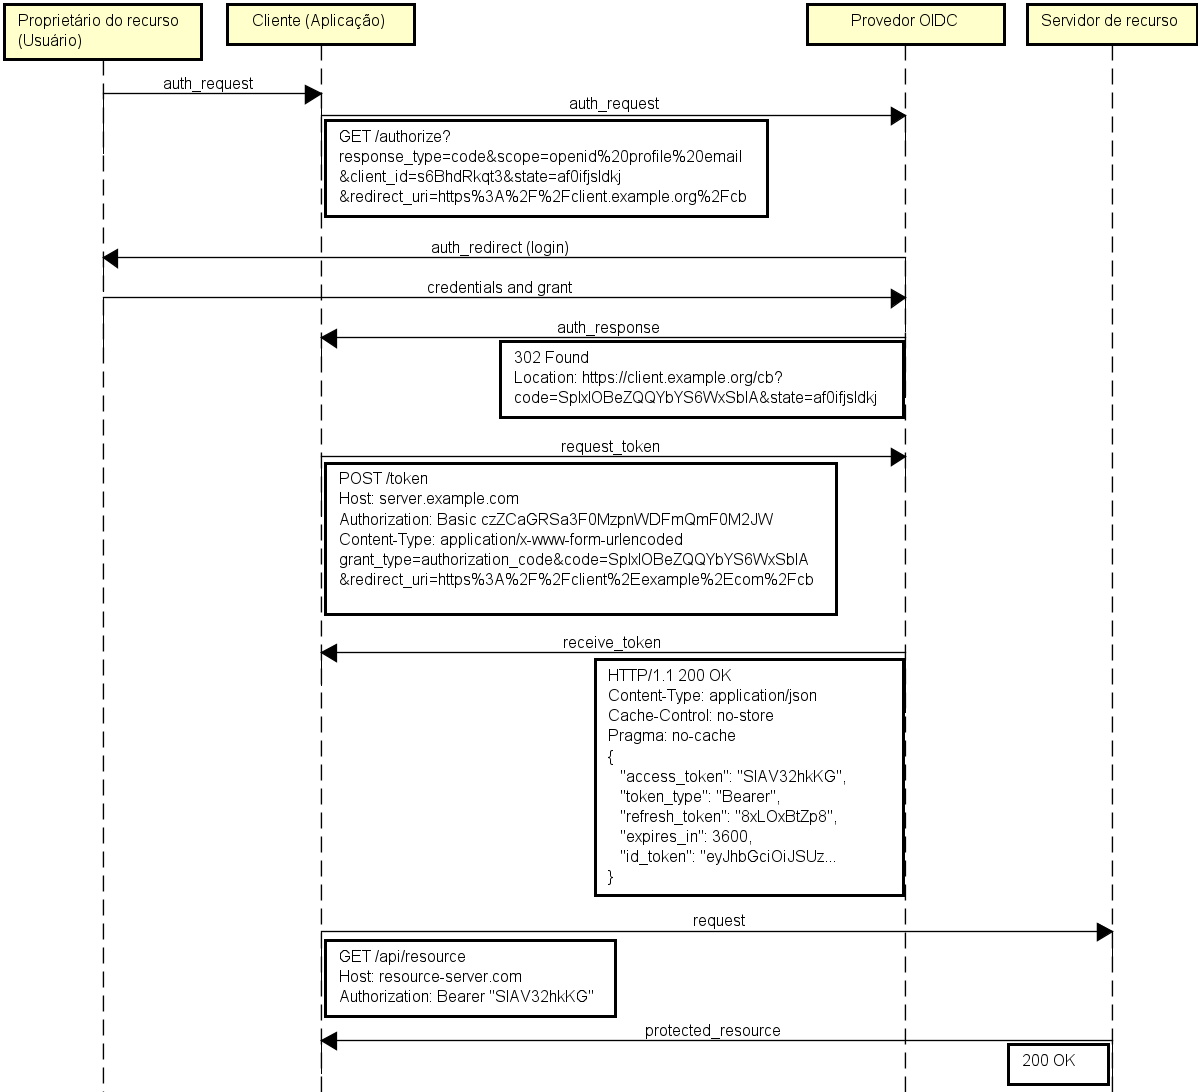 Proprietário do recurso
(Usuário)
Cliente (Aplicação)
Provedor OIDC
Servidor de recurso
auth_request
auth_request
GET /authorize?
response_type=code&scope=openid%20profile%20email
&client_id=s6BhdRkqt3&state=af0ifjsldkj
&redirect_uri=https%3A%2F%2Fclient.example.org%2Fcb
auth_redirect (login)
credentials and grant
auth_response
302 Found
Location: https://client.example.org/cb?
code=SplxlOBeZQQYbYS6WxSbIA&state=af0ifjsldkj
request_token
POST /token
Host: server.example.com
Authorization: Basic czZCaGRSa3F0MzpnWDFmQmF0M2JW
Content-Type: application/x-www-form-urlencoded
grant_type=authorization_code&code=SplxlOBeZQQYbYS6WxSbIA
&redirect_uri=https%3A%2F%2Fclient%2Eexample%2Ecom%2Fcb
receive_token
HTTP/1.1 200 OK
Content-Type: application/json
Cache-Control: no-store
Pragma: no-cache
{
"access_token": "SlAV32hkKG",
"token_type": "Bearer",
"refresh_token": "8xLOxBtZp8",
"expires_in": 3600,
"id_token": "eyJhbGciOiJSUz...
}
request
GET /api/resource
Host: resource-server.com
Authorization: Bearer "SlAV32hkKG"
protected_resource
200 OK